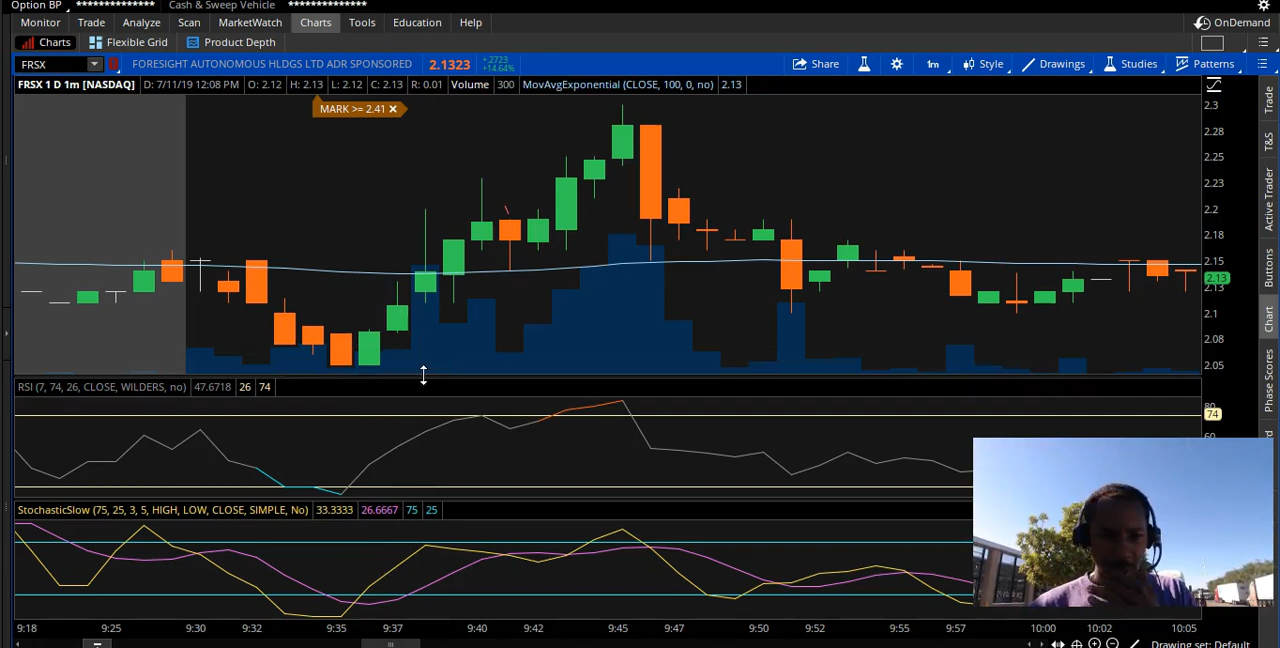 Option BP ************** Cash & Sweep Vehicle **************
Monitor Trade Analyze Scan MarketWatch Charts Tools Education Help OnDemand
Charts Flexible Grid Product Depth
FRSX FORESIGHT AUTONOMOUS HLDGS LTD ADR SPONSORED 2.1323 +.2723 +14.64% Share 1m Style Drawings Studies Patterns
FRSX 1 D 1m [NASDAQ] D: 7/11/19 12:08 PM O: 2.12 H: 2.13 L: 2.12 C: 2.13 R: 0.01 Volume 300 MovAvgExponential (CLOSE, 100, 0, no) 2.13
MARK >= 2.41 ×
2.3
2.28
2.25
2.23
2.2
2.18
2.15
2.13
2.13
2.1
2.08
2.05
Trade
T&S
Active Trader
Buttons
Chart
Phase Scores
RSI (7, 74, 26, CLOSE, WILDERS, no) 47.6718 26 74
80
74
60
StochasticSlow (75, 25, 3, 5, HIGH, LOW, CLOSE, SIMPLE, No) 33.3333 26.6667 75 25
9:18 9:25 9:30 9:32 9:35 9:37 9:40 9:42 9:45 9:47 9:50 9:52 9:55 9:57 10:00 10:02 10:05
Drawing set: Default